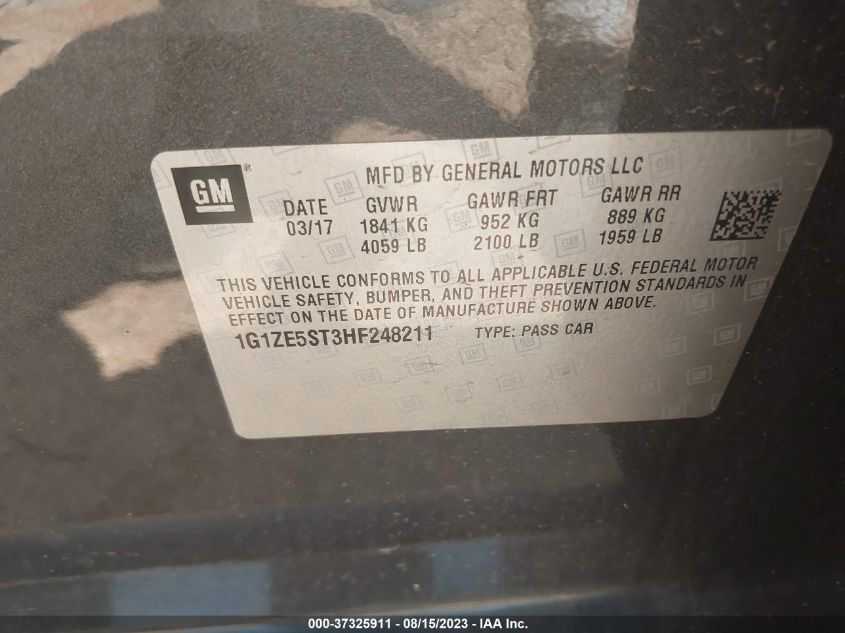 GM®
MFD BY GENERAL MOTORS LLC
DATE GVWR GAWR FRT GAWR RR
03/17 1841 KG 952 KG 889 KG
4059 LB 2100 LB 1959 LB
THIS VEHICLE CONFORMS TO ALL APPLICABLE U.S. FEDERAL MOTOR
VEHICLE SAFETY, BUMPER, AND THEFT PREVENTION STANDARDS IN
EFFECT ON THE DATE OF MANUFACTURE SHOWN ABOVE.
1G1ZE5ST3HF248211 TYPE: PASS CAR
000-37325911 - 08/15/2023 - IAA Inc.